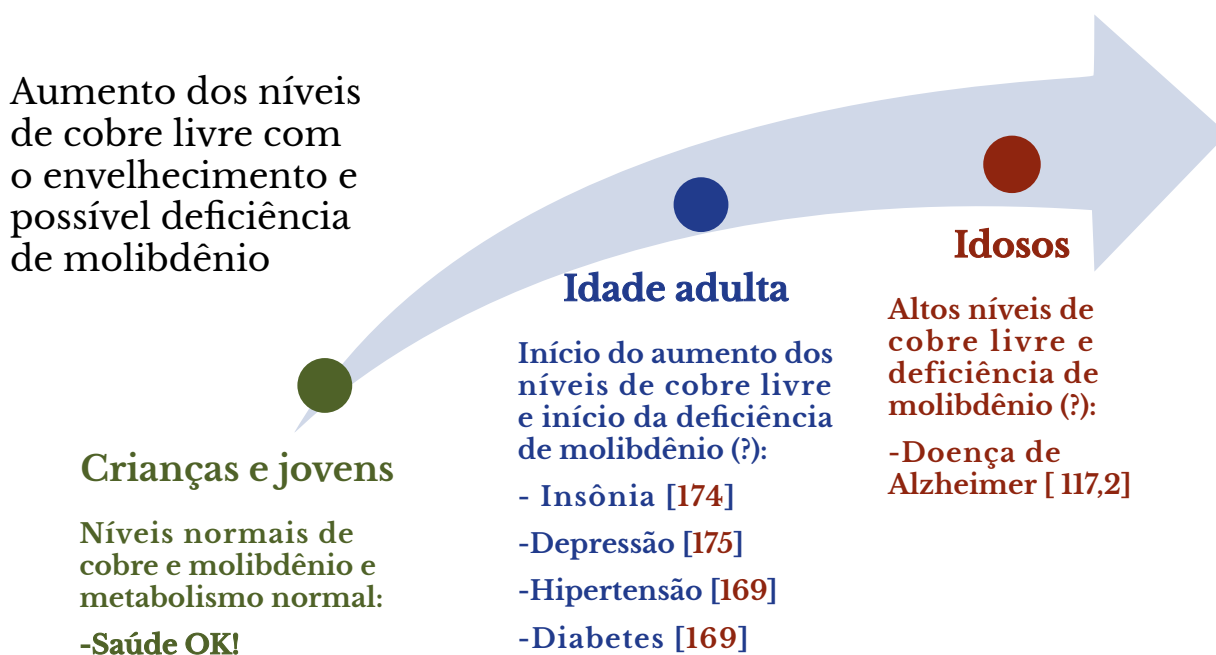 Aumento dos níveis
de cobre livre com
o envelhecimento e
possível deficiência
de molibdênio
Crianças e jovens
Níveis normais de
cobre e molibdênio e
metabolismo normal:
-Saúde OK!
Idade adulta
Início do aumento dos
níveis de cobre livre
e início da deficiência
de molibdênio (?):
- Insônia [174]
-Depressão [175]
-Hipertensão [169]
-Diabetes [169]
Idosos
Altos níveis de
cobre livre e
deficiência de
molibdênio (?):
-Doença de
Alzheimer [ 117,2]